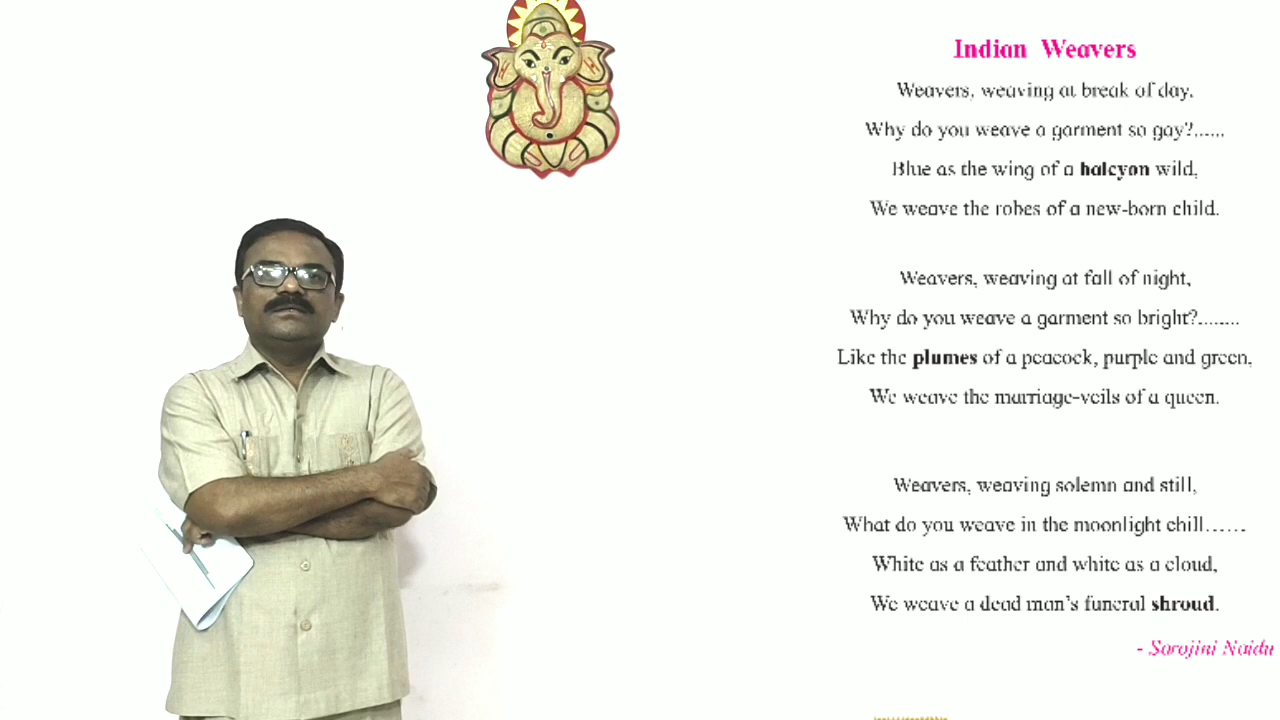 Indian Weavers
Weavers, weaving at break of day,
Why do you weave a garment so gay?......
Blue as the wing of a halcyon wild,
We weave the robes of a new-born child.
Weavers, weaving at fall of night,
Why do you weave a garment so bright?........
Like the plumes of a peacock, purple and green,
We weave the marriage-veils of a queen.
Weavers, weaving solemn and still,
What do you weave in the moonlight chill……
White as a feather and white as a cloud,
We weave a dead man's funeral shroud.
- Sarojini Naidu